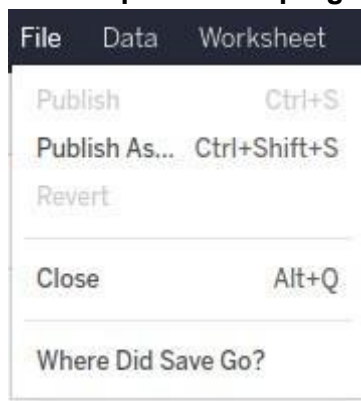 File Data Worksheet
Publish Ctrl+S
Publish As... Ctrl+Shift+S
Revert
Close Alt+Q
Where Did Save Go?